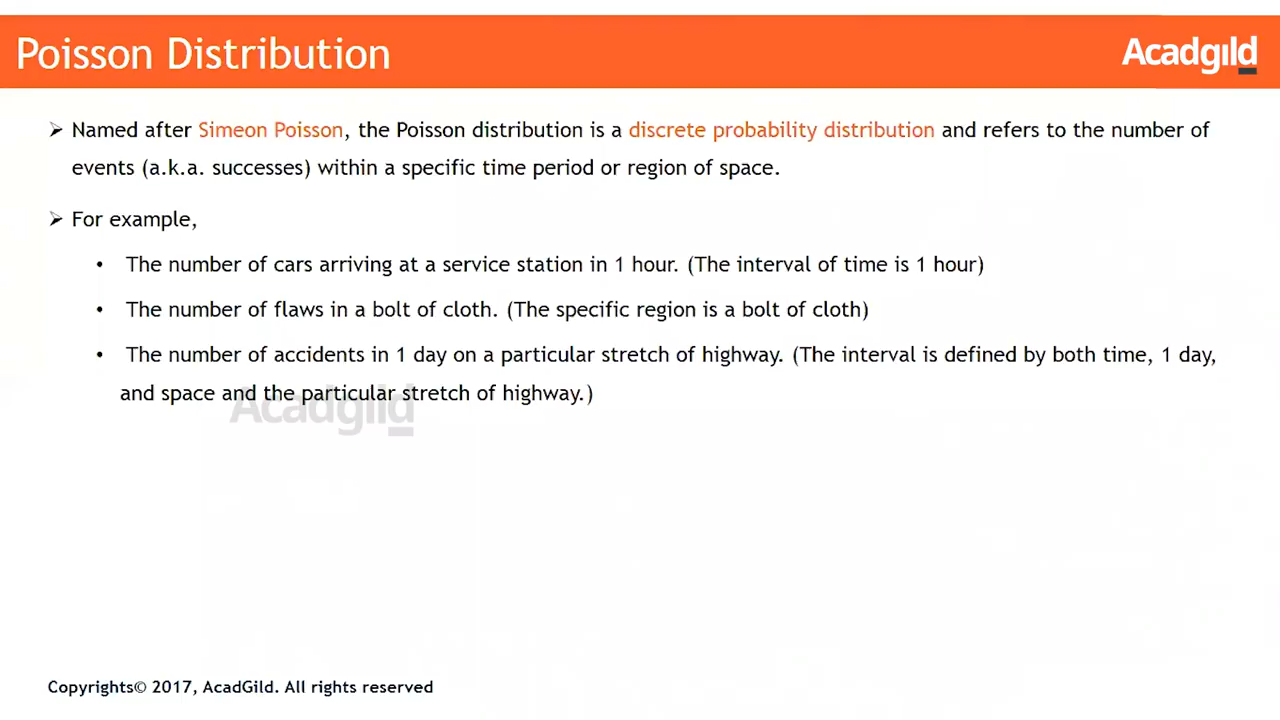 Poisson Distribution
Acadgild
➢ Named after Simeon Poisson, the Poisson distribution is a discrete probability distribution and refers to the number of
events (a.k.a. successes) within a specific time period or region of space.
➢ For example,
• The number of cars arriving at a service station in 1 hour. (The interval of time is 1 hour)
• The number of flaws in a bolt of cloth. (The specific region is a bolt of cloth)
• The number of accidents in 1 day on a particular stretch of highway. (The interval is defined by both time, 1 day,
and space and the particular stretch of highway.)
Acadgild
Copyrights© 2017, AcadGild. All rights reserved